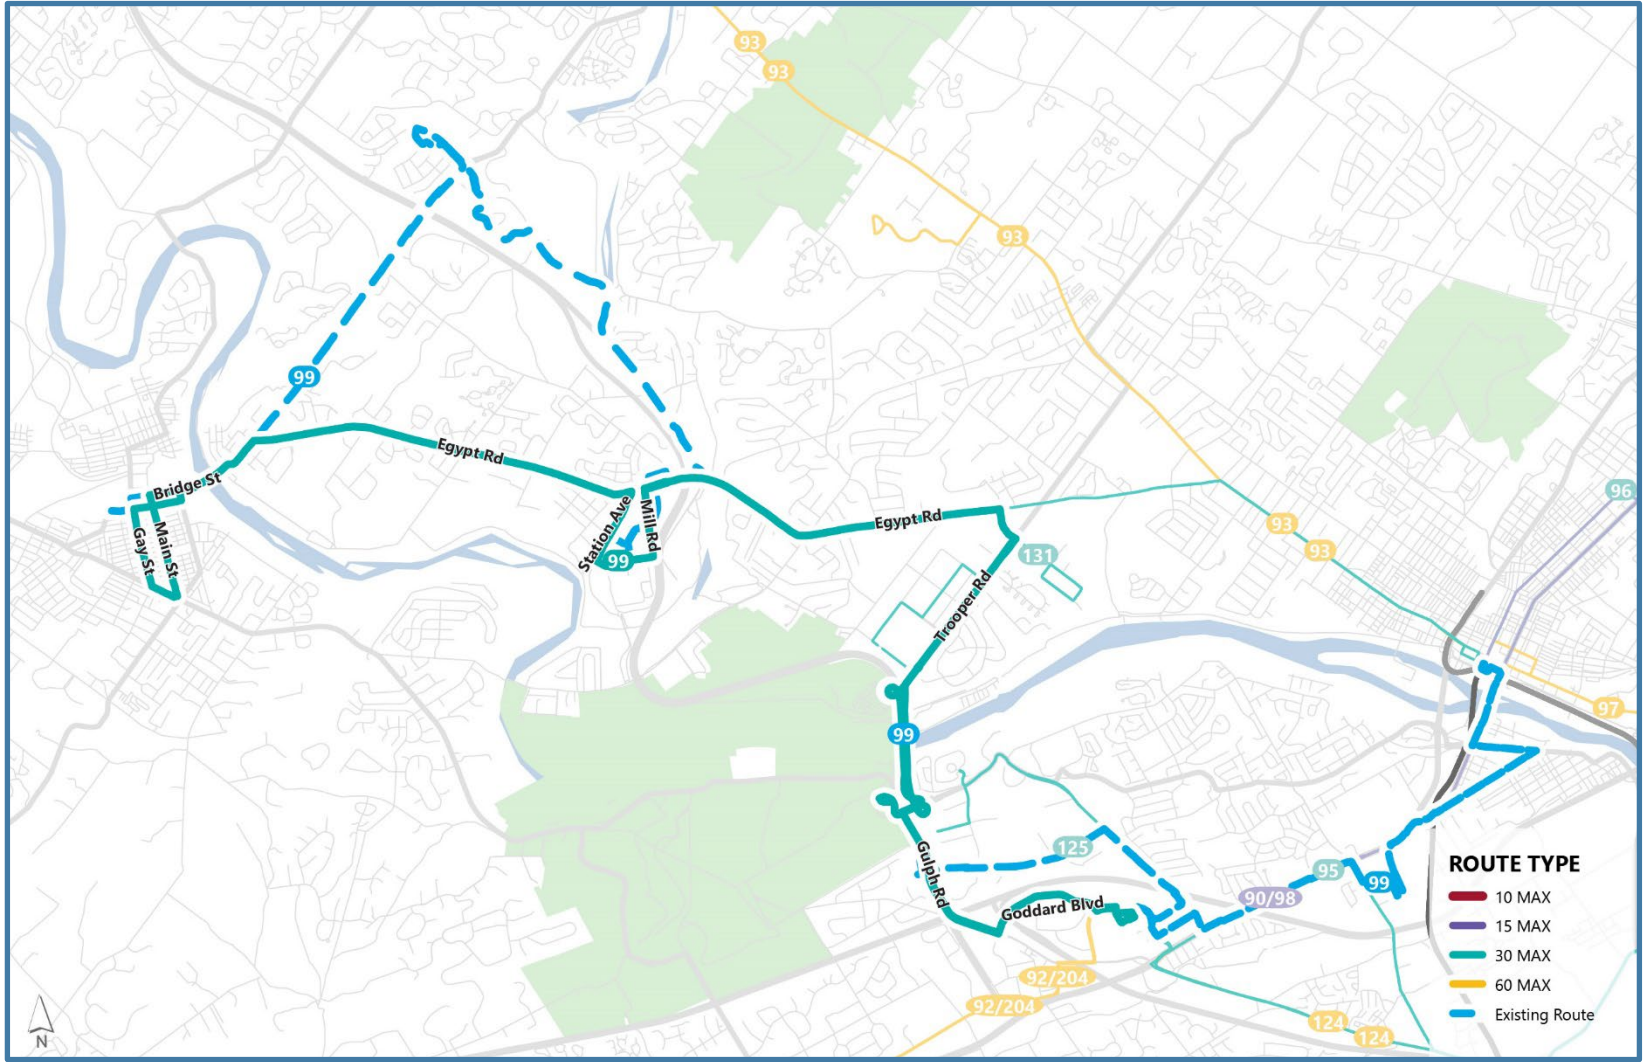 93
93
93
99
96
Egypt Rd
Bridge St
Egypt Rd
93
93
Gay St
Main St
Station Ave
Mill Rd
99
131
Trooper Rd
97
99
125
Gulph Rd
95
99
90/98
Goddard Blvd
92/204
92/204
124
124
ROUTE TYPE
10 MAX
15 MAX
30 MAX
60 MAX
Existing Route
N